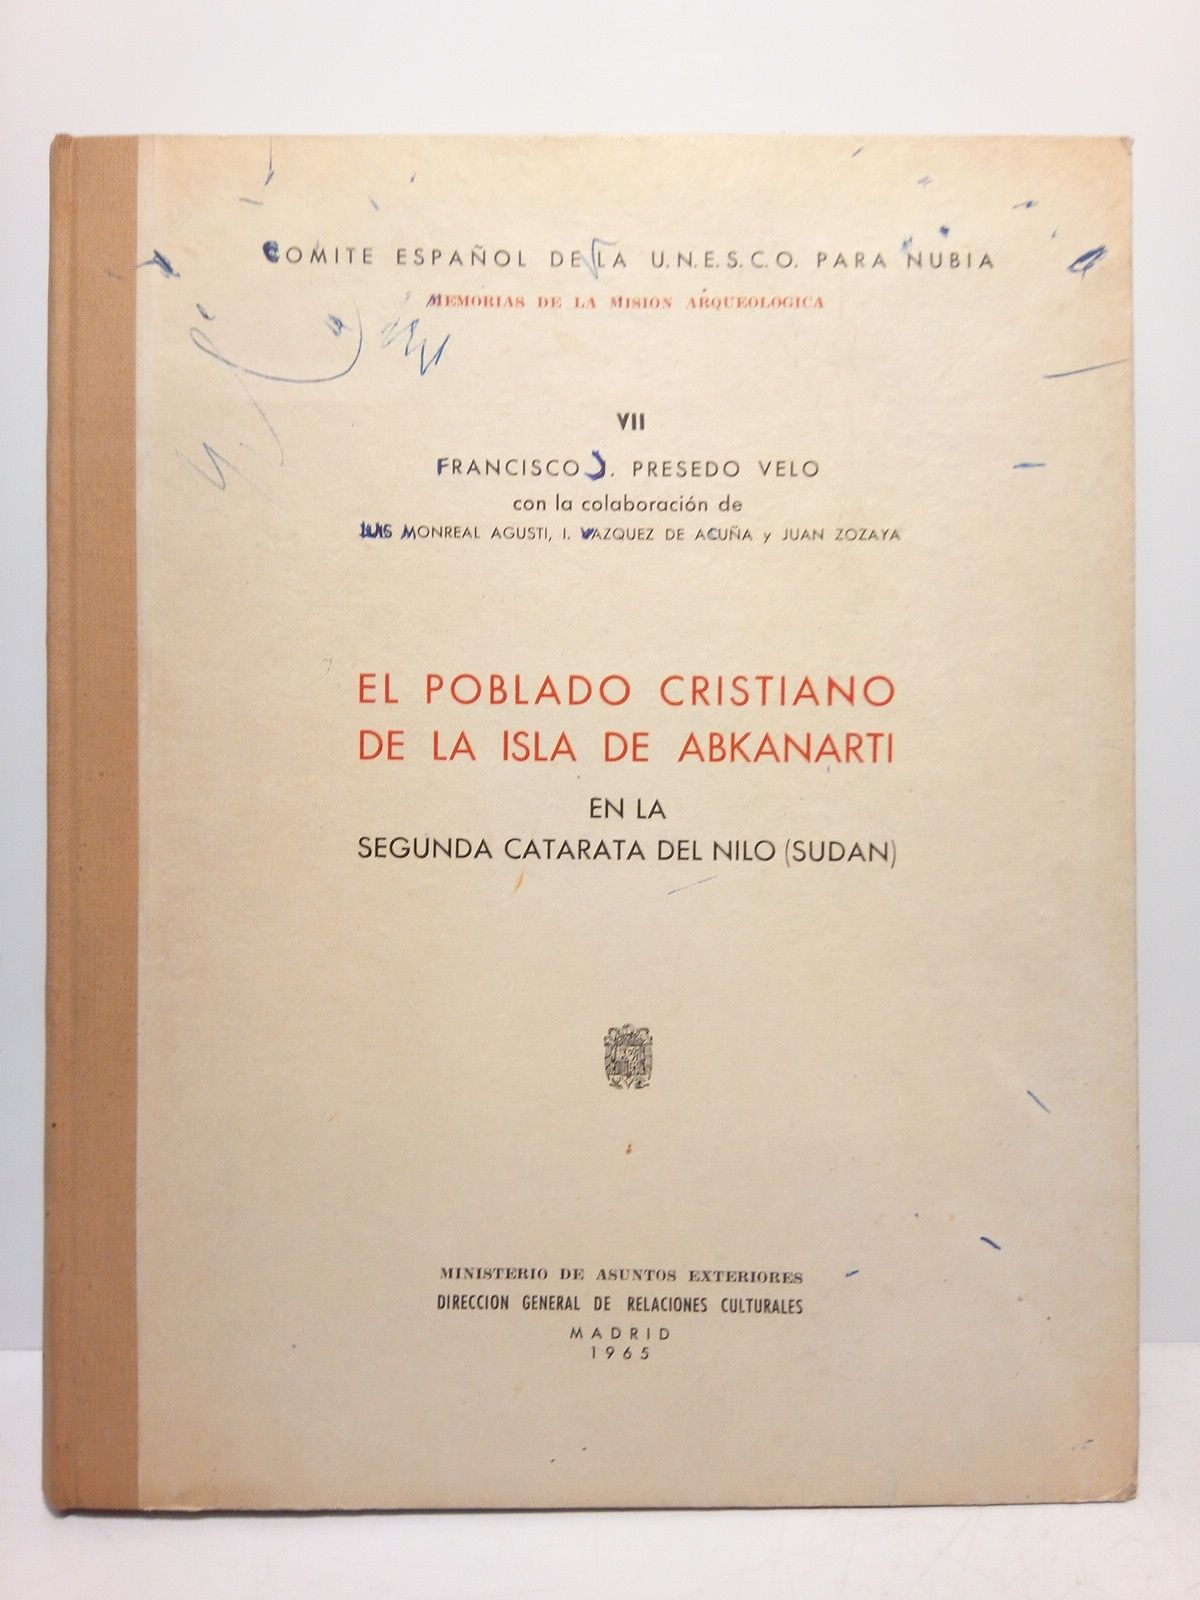 COMITE ESPAÑOL DE LA U.N.E.S.C.O. PARA NUBIA
MEMORIAS DE LA MISION ARQUEOLOGICA
VII
FRANCISCO J. PRESEDO VELO
con la colaboración de
LUIS MONREAL AGUSTI, I. VAZQUEZ DE ACUÑA y JUAN ZOZAYA
EL POBLADO CRISTIANO
DE LA ISLA DE ABKANARTI
EN LA
SEGUNDA CATARATA DEL NILO (SUDAN)
MINISTERIO DE ASUNTOS EXTERIORES
DIRECCION GENERAL DE RELACIONES CULTURALES
MADRID
1965